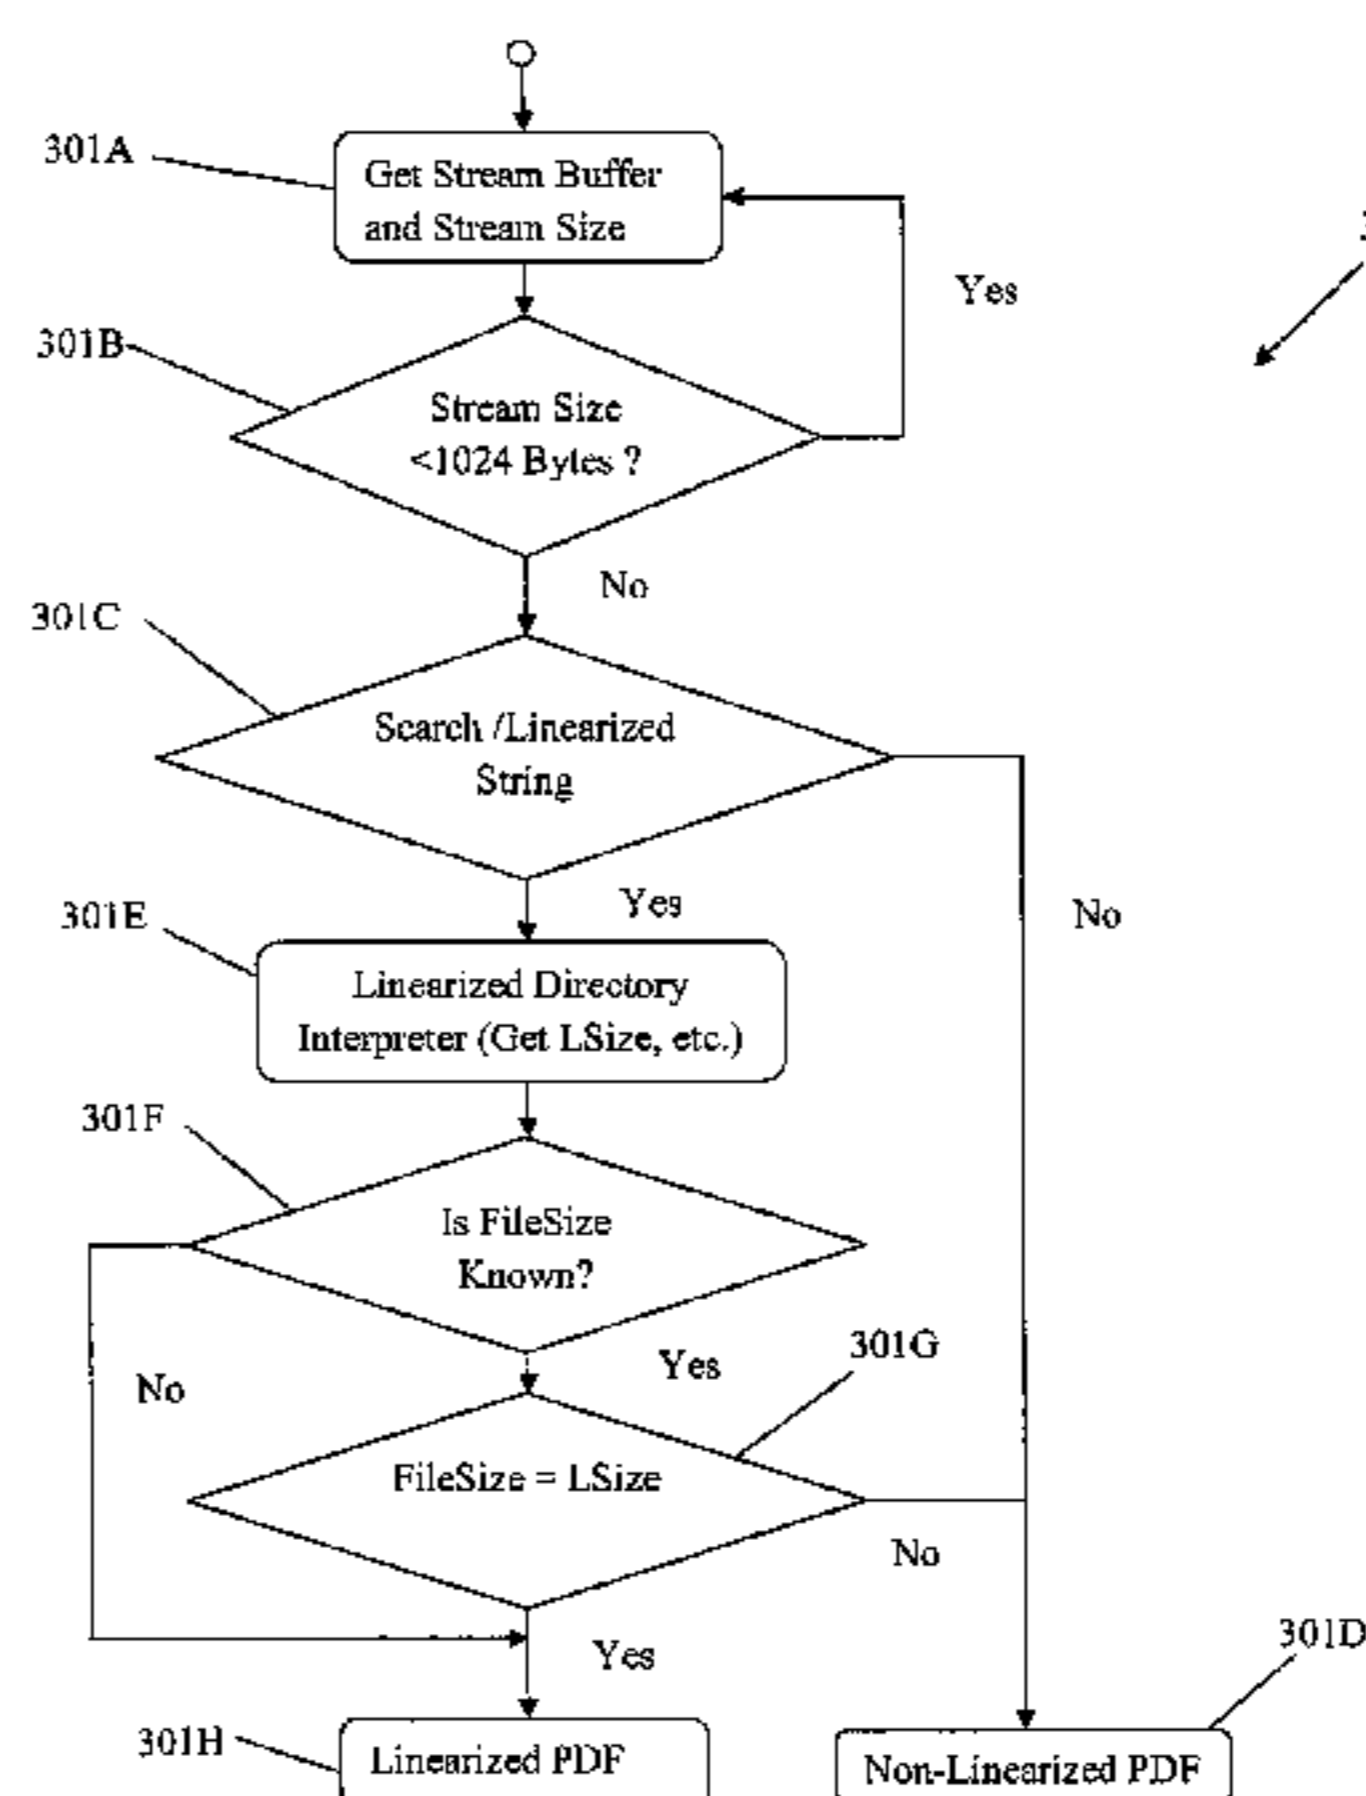 301A
Get Stream Buffer
and Stream Size
Yes
301B
Stream Size
<1024 Bytes ?
No
301C
Search /Linearized
String
Yes
301E
No
Linearized Directory
Interpreter (Get LSize, etc.)
301F
Is FileSize
Known?
301G
Yes
No
FileSize = LSize
No
301D
Yes
301H
Linearized PDF
Non-Linearized PDF